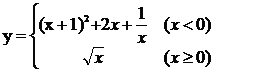 y = { (x + 1)² + 2x + 1/x (x < 0)
√x (x ≥ 0)